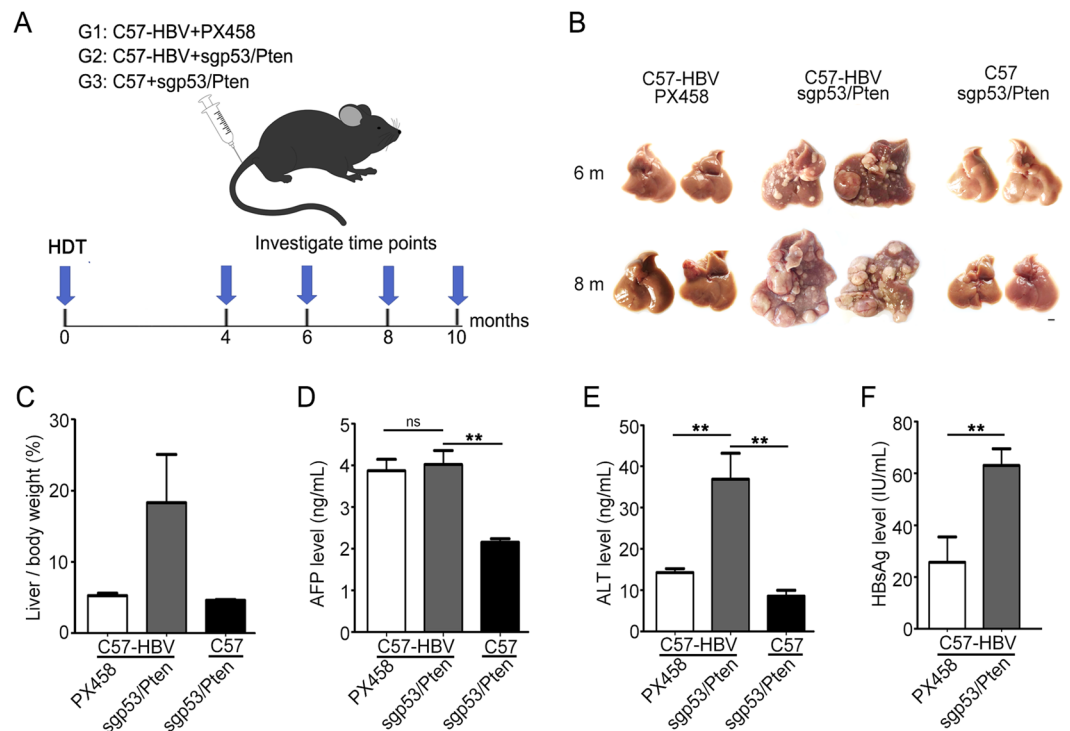 A
G1: C57-HBV+PX458
G2: C57-HBV+sgp53/Pten
G3: C57+sgp53/Pten
HDT
Investigate time points
0
4
6
8
10
months
B
C57-HBV
PX458
C57-HBV
sgp53/Pten
C57
sgp53/Pten
6 m
8 m
C
Liver / body weight (%)
30
20
10
0
C57-HBV
C57
PX458
sgp53/Pten
sgp53/Pten
D
AFP level (ng/mL)
5
4
3
2
1
0
ns
**
C57-HBV
C57
PX458
sgp53/Pten
sgp53/Pten
E
ALT level (ng/mL)
50
40
30
20
10
0
**
**
C57-HBV
C57
PX458
sgp53/Pten
sgp53/Pten
F
HBsAg level (IU/mL)
80
60
40
20
0
**
C57-HBV
PX458
sgp53/Pten